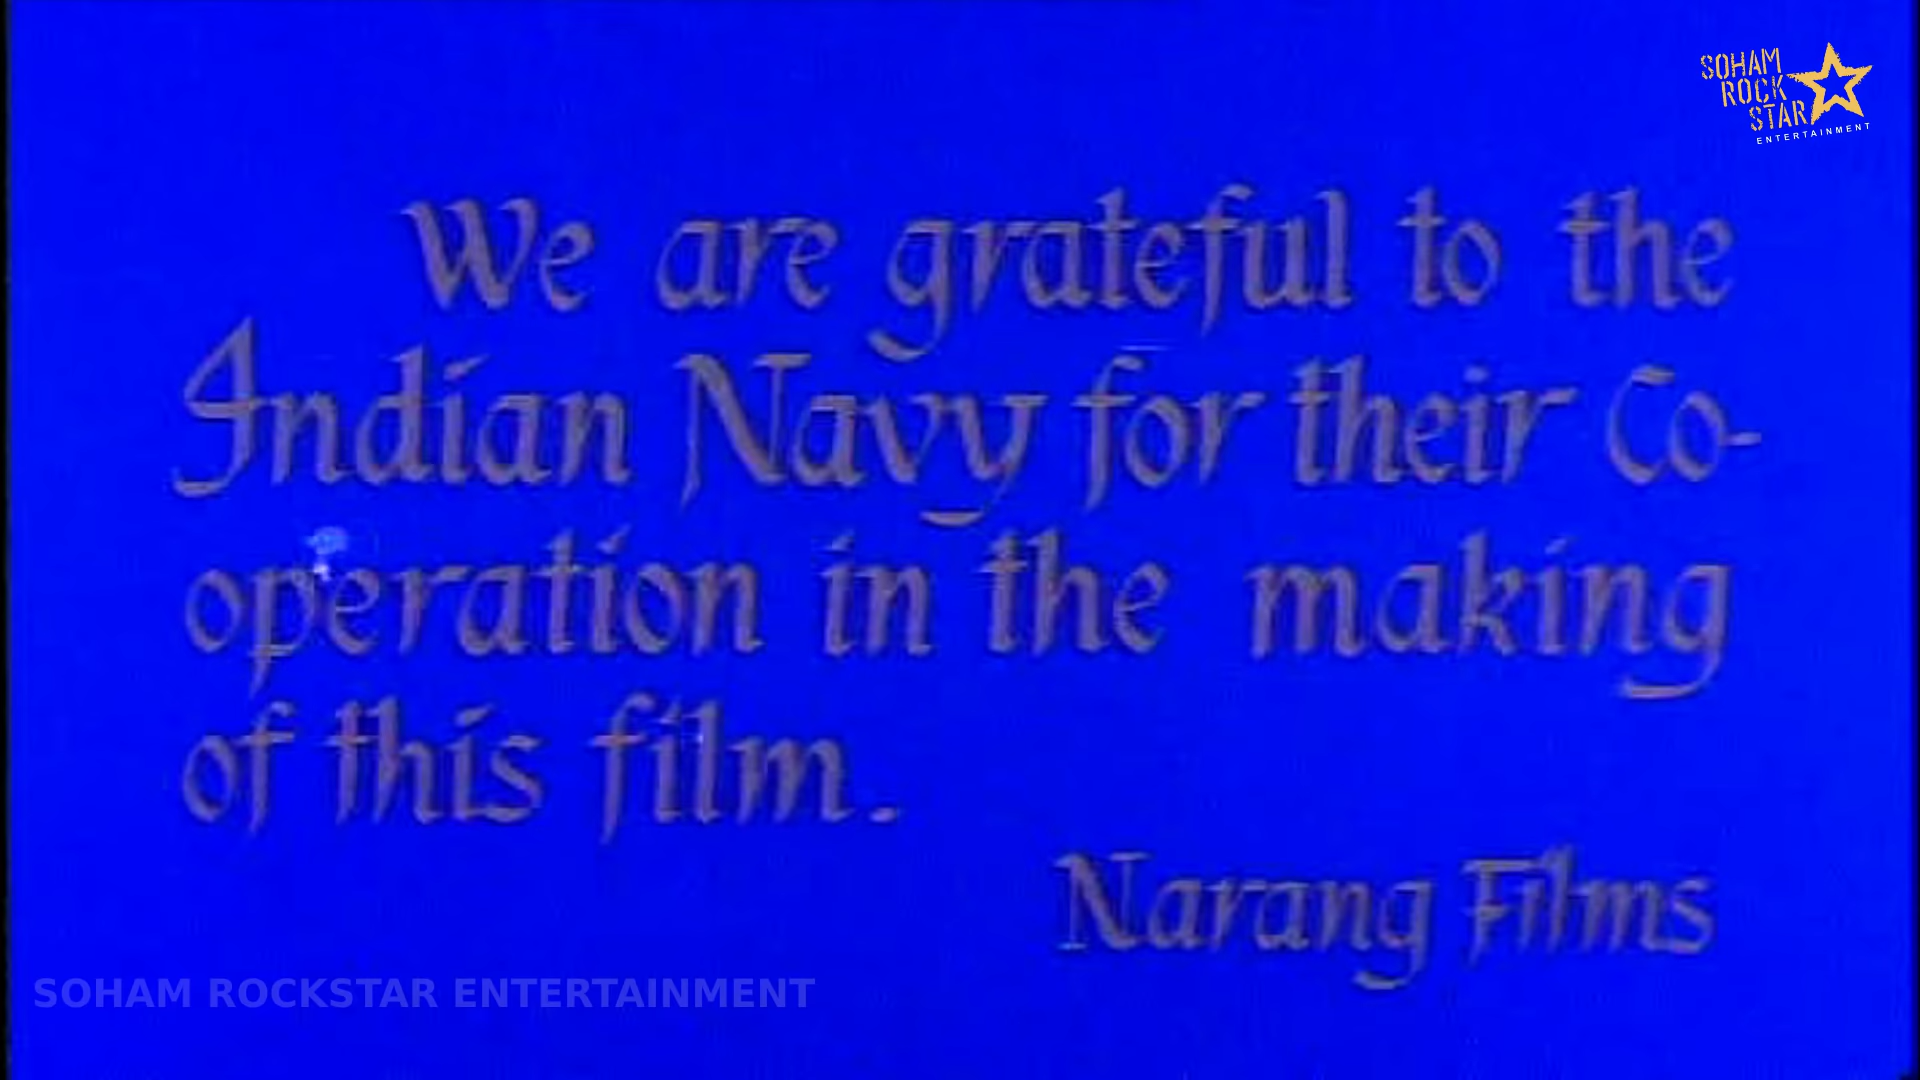 SOHAM
ROCK
STAR
ENTERTAINMENT
We are grateful to the
Indian Navy for their Co-
operation in the making
of this film.
Narang Films
SOHAM ROCKSTAR ENTERTAINMENT